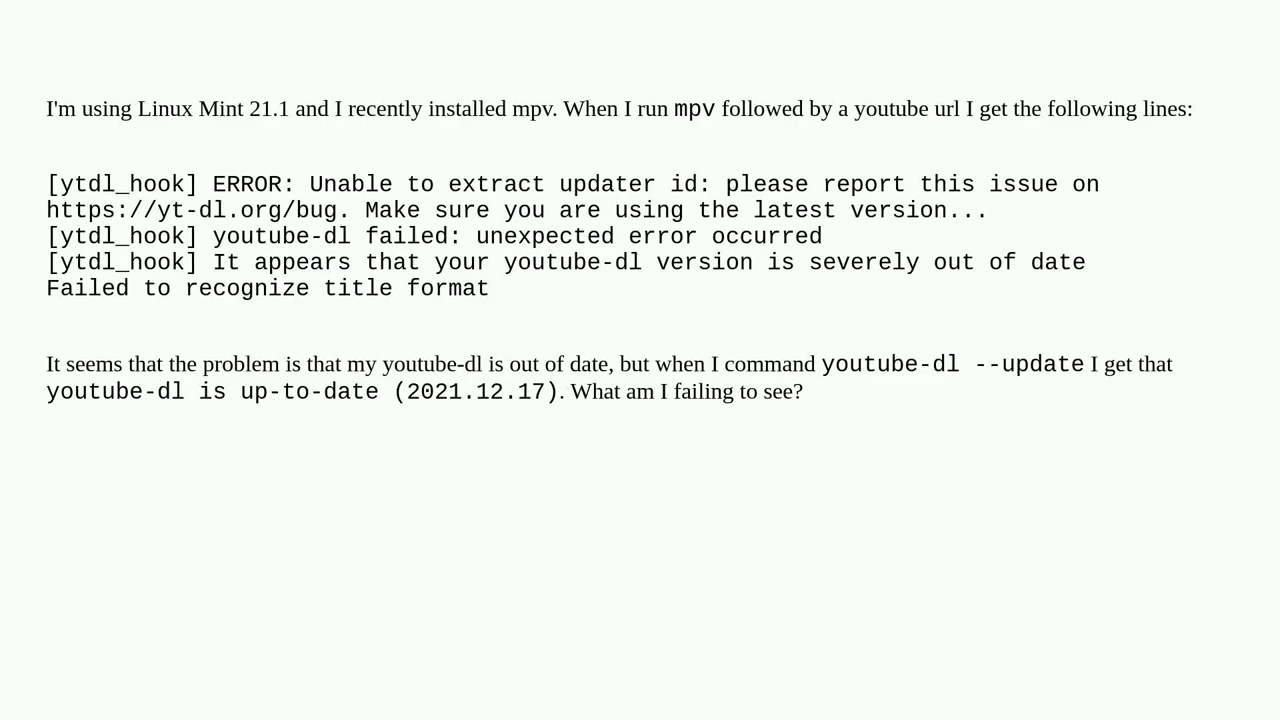 I'm using Linux Mint 21.1 and I recently installed mpv. When I run mpv followed by a youtube url I get the following lines:
[ytdl_hook] ERROR: Unable to extract updater id: please report this issue on
https://yt-dl.org/bug. Make sure you are using the latest version...
[ytdl_hook] youtube-dl failed: unexpected error occurred
[ytdl_hook] It appears that your youtube-dl version is severely out of date
Failed to recognize title format
It seems that the problem is that my youtube-dl is out of date, but when I command youtube-dl --update I get that
youtube-dl is up-to-date (2021.12.17). What am I failing to see?